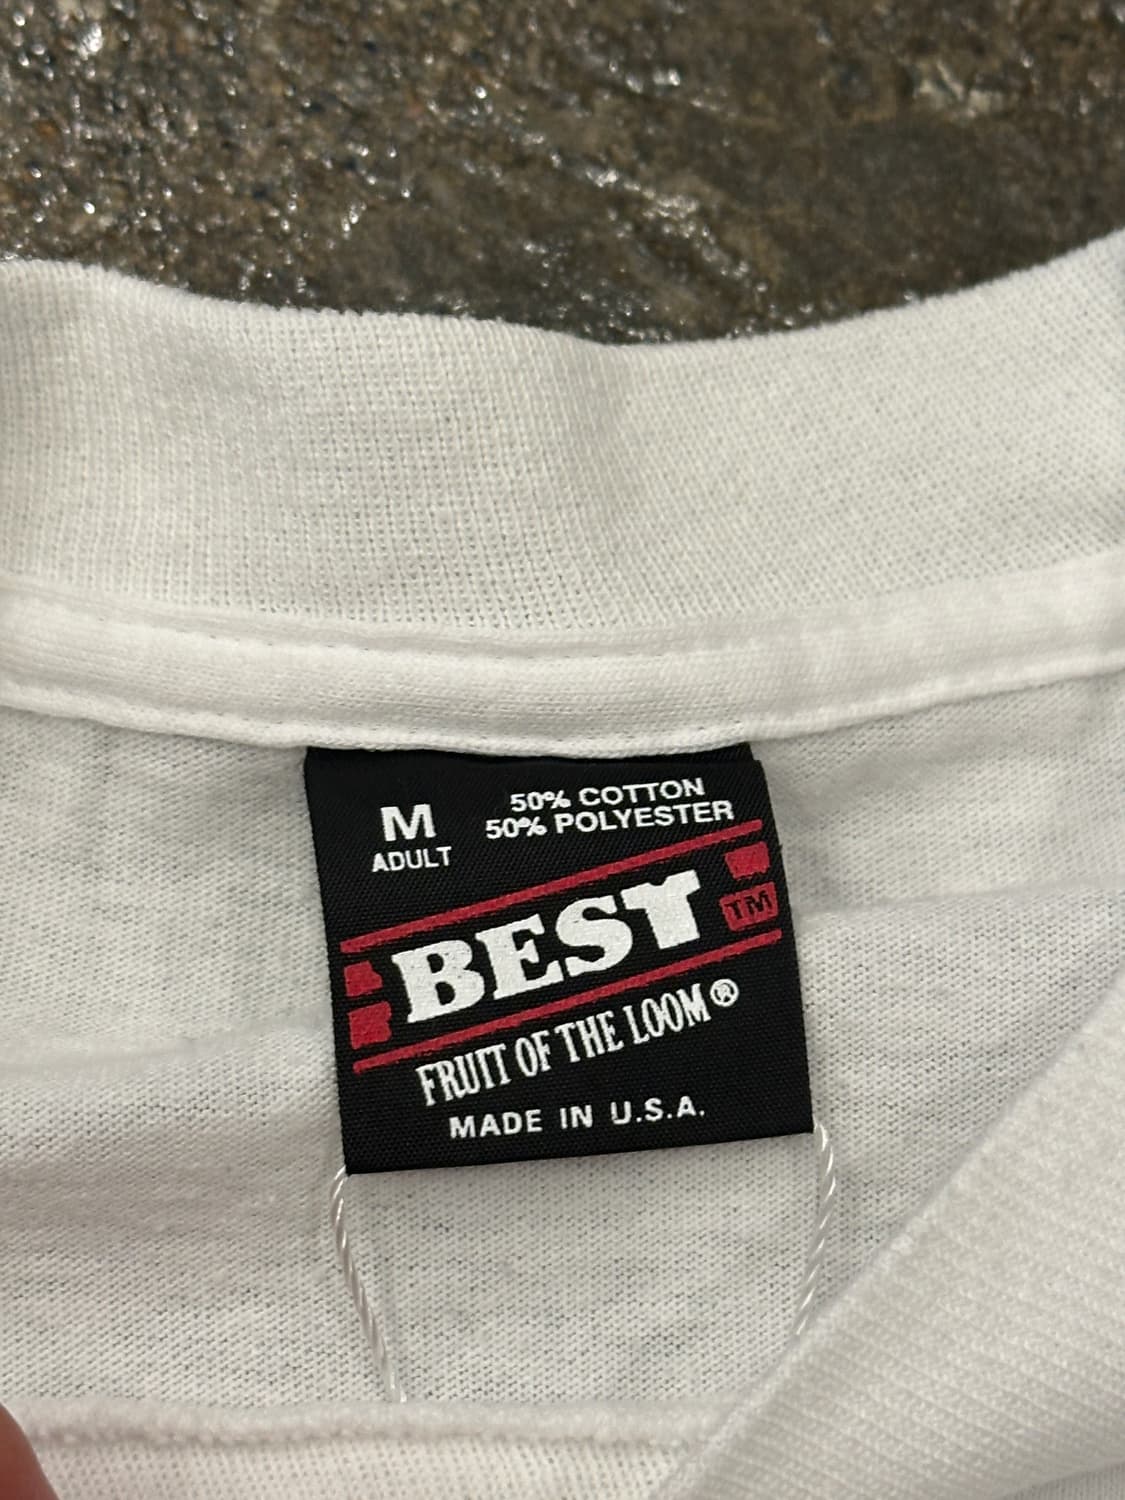 M
ADULT
50% COTTON
50% POLYESTER
BEST
TM
FRUIT OF THE LOOM®
MADE IN U.S.A.